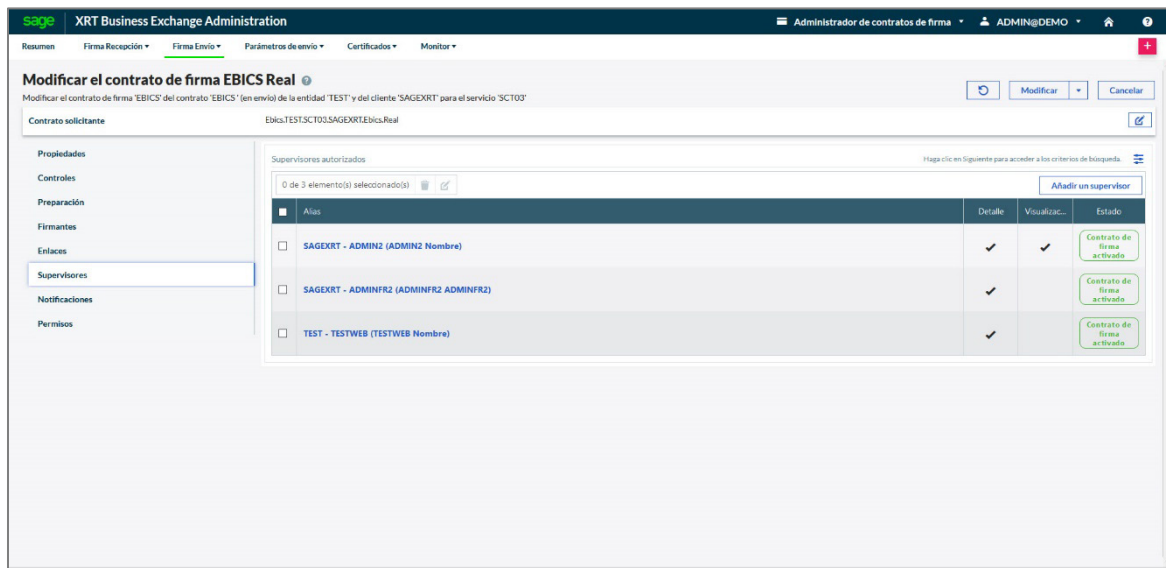 sage XRT Business Exchange Administration Administrador de contratos de firma ADMIN@DEMO
Resumen Firma Recepción Firma Envío Parámetros de envío Certificados Monitor +
Modificar el contrato de firma EBICS Real ?
Modificar Cancelar
Modificar el contrato de firma 'EBICS' del contrato 'EBICS ' (en envío) de la entidad 'TEST' y del cliente 'SAGEXRT' para el servicio 'SCT03'
Contrato solicitante Ebics.TEST.SCT03.SAGEXRT.Ebics.Real
Propiedades
Controles
Preparación
Firmantes
Enlaces
Supervisores
Notificaciones
Permisos
Supervisores autorizados Haga clic en Siguiente para acceder a los criterios de búsqueda.
0 de 3 elemento(s) seleccionado(s) Añadir un supervisor
Alias Detalle Visualizac... Estado
SAGEXRT - ADMIN2 (ADMIN2 Nombre) ✔ ✔ Contrato de
firma
activado
SAGEXRT - ADMINFR2 (ADMINFR2 ADMINFR2) ✔ Contrato de
firma
activado
TEST - TESTWEB (TESTWEB Nombre) ✔ Contrato de
firma
activado